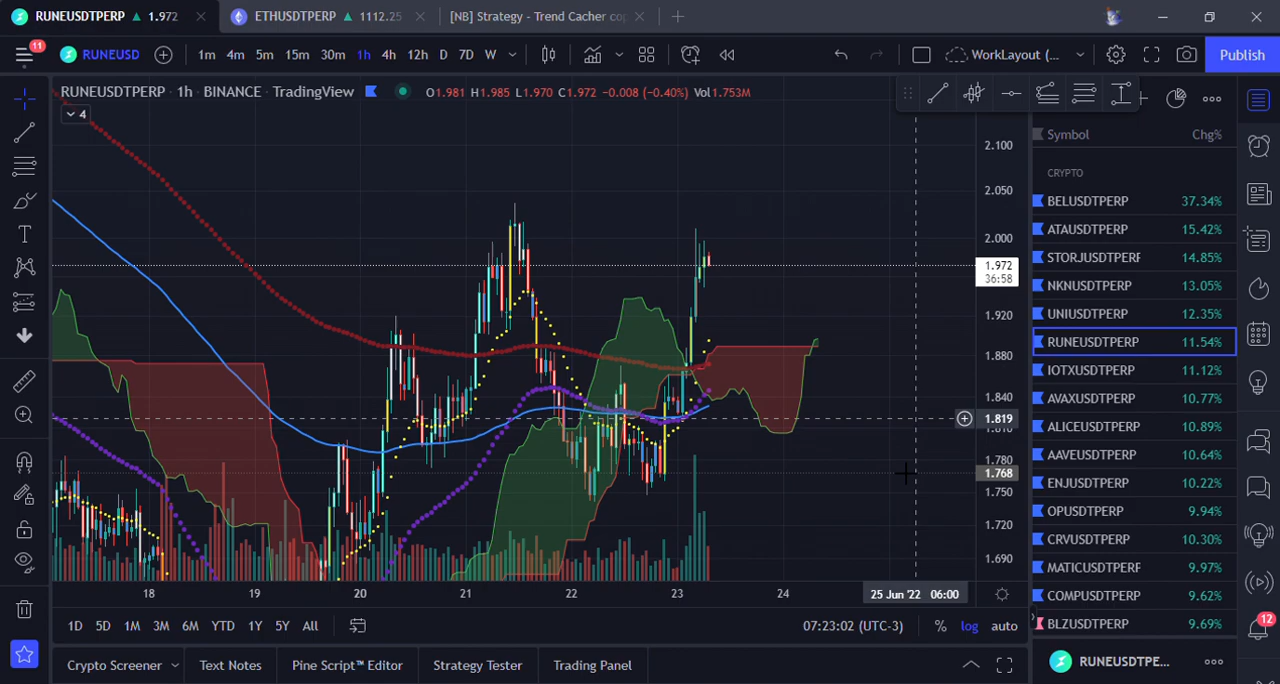 RUNEUSDTPERP ▲ 1.972
ETHUSDTPERP ▲ 1112.25
[NB] Strategy - Trend Cacher cop
11
RUNEUSD
1m 4m 5m 15m 30m 1h 4h 12h D 7D W
WorkLayout (...
Publish
RUNEUSDTPERP · 1h · BINANCE · TradingView
O1.981 H1.985 L1.970 C1.972 -0.008 (-0.40%) Vol1.753M
4
2.100
2.050
2.000
1.972
36:58
1.920
1.880
1.840
1.819
1.780
1.768
1.750
1.720
1.690
18 19 20 21 22 23 24
25 Jun '22 06:00
1D 5D 1M 3M 6M YTD 1Y 5Y All
07:23:02 (UTC-3)
% log auto
Crypto Screener
Text Notes
Pine Script™ Editor
Strategy Tester
Trading Panel
Symbol Chg%
CRYPTO
BELUSDTPERP 37.34%
ATAUSDTPERP 15.42%
STORJUSDTPERF 14.85%
NKNUSDTPERP 13.05%
UNIUSDTPERP 12.35%
RUNEUSDTPERP 11.54%
IOTXUSDTPERP 11.12%
AVAXUSDTPERP 10.77%
ALICEUSDTPERP 10.89%
AAVEUSDTPERP 10.64%
ENJUSDTPERP 10.22%
OPUSDTPERP 9.94%
CRVUSDTPERP 10.30%
MATICUSDTPERF 9.97%
COMPUSDTPERP 9.62%
BLZUSDTPERP 9.69%
RUNEUSDTPE...
12